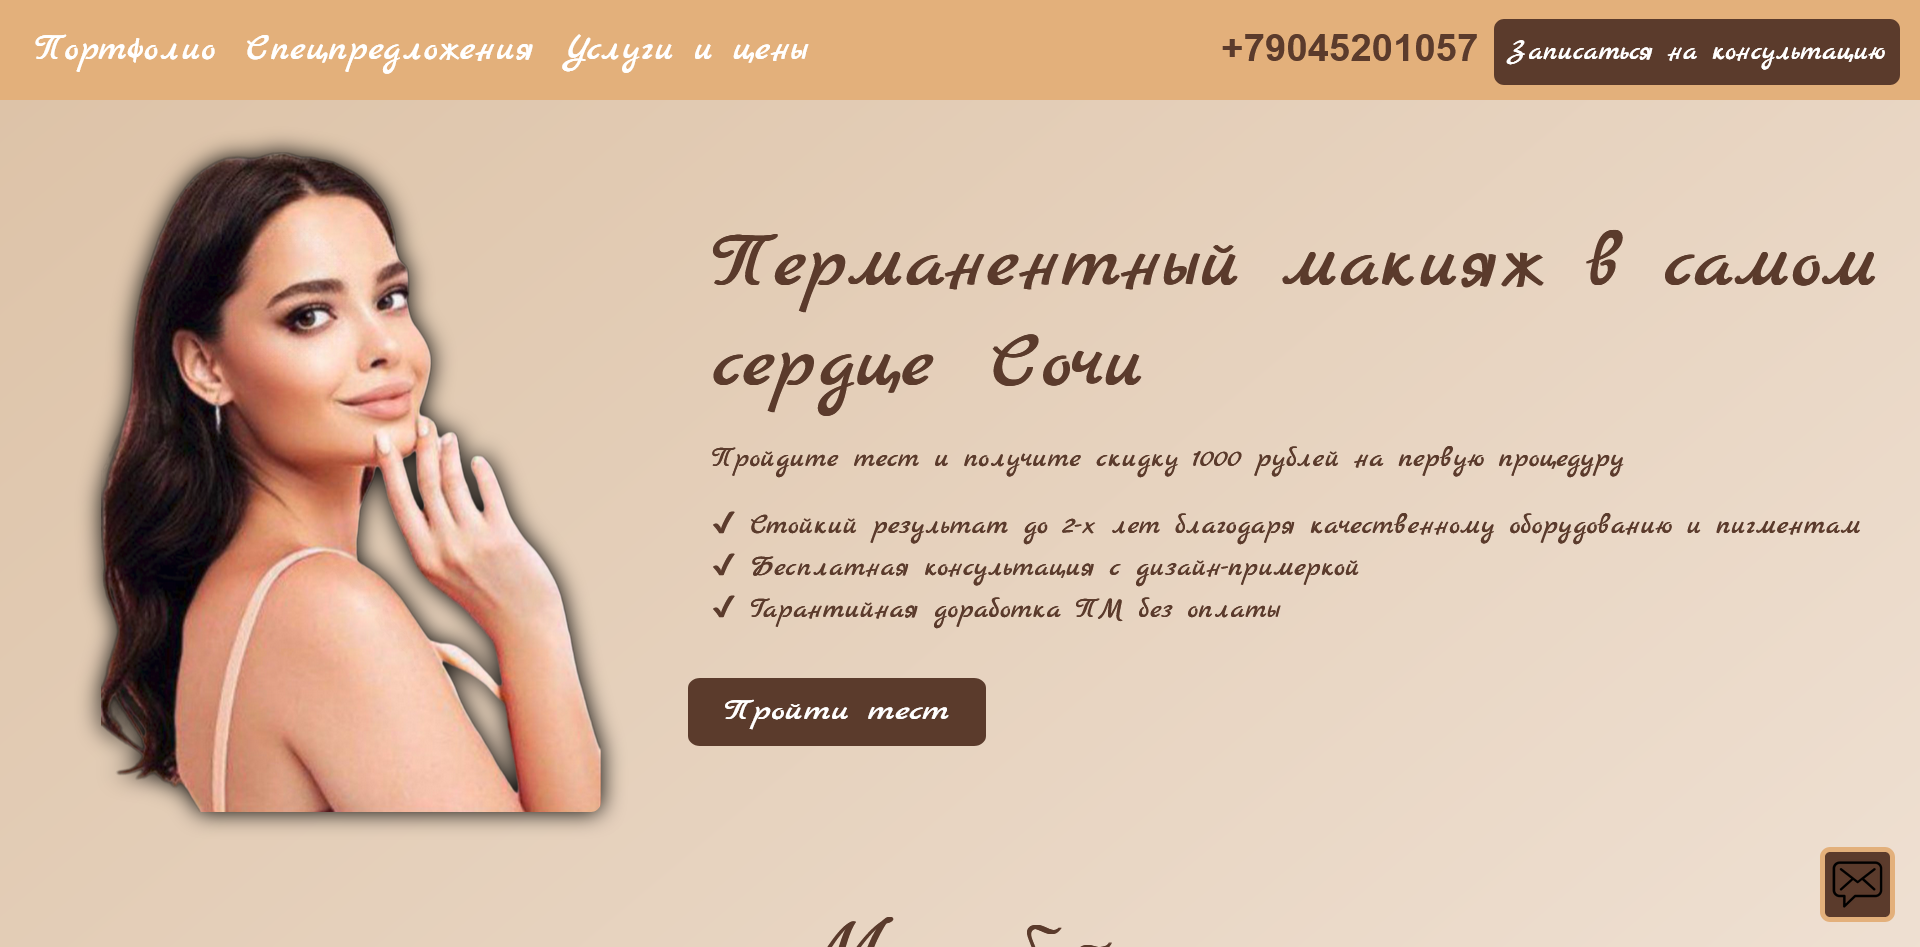 Портфолио Спецпредложения Услуги и цены +79045201057 Записаться на консультацию
Перманентный макияж в самом
сердце Сочи
Пройдите тест и получите скидку 1000 рублей на первую процедуру
✔ Стойкий результат до 2-х лет благодаря качественному оборудованию и пигментам
✔ Бесплатная консультация с дизайн-примеркой
✔ Гарантийная доработка ПМ без оплаты
Пройти тест